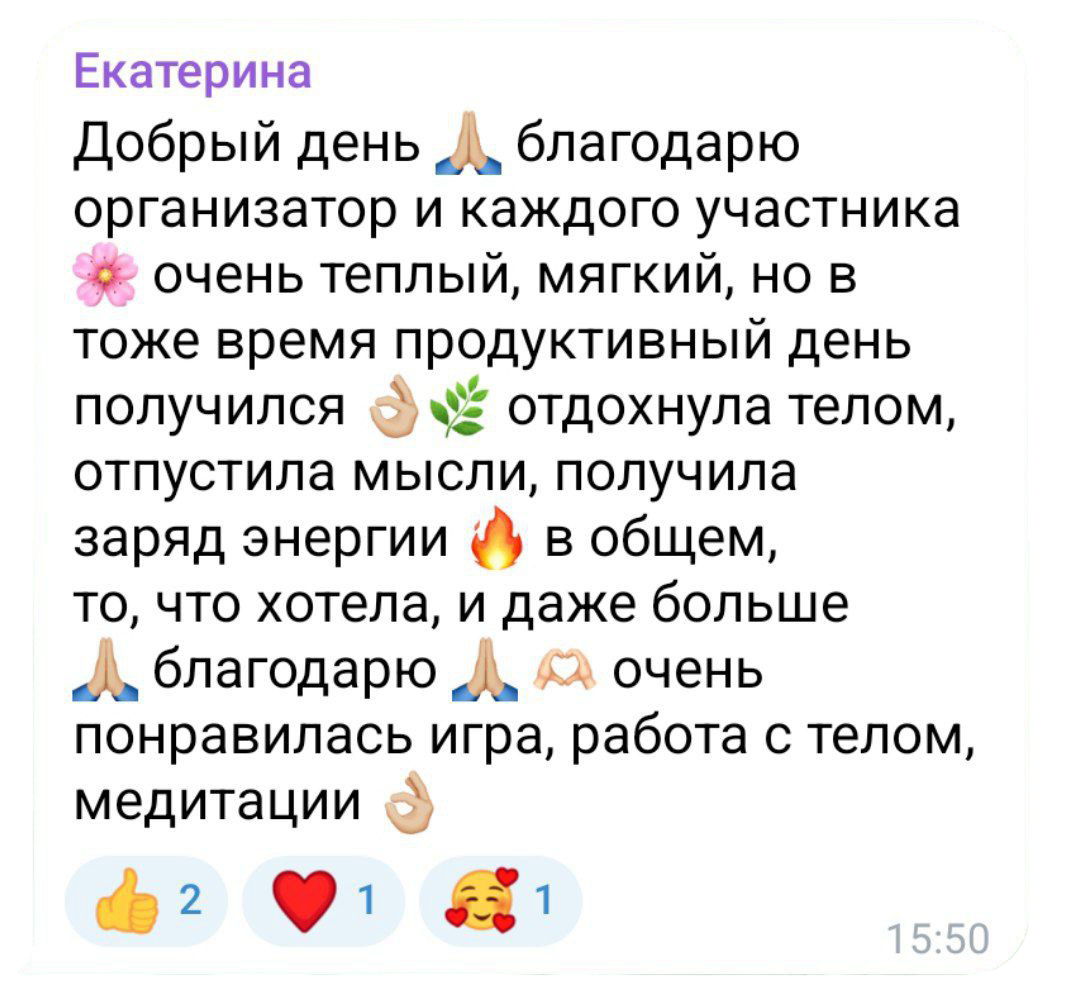 Екатерина
Добрый день 🙏🏼 благодарю
организатор и каждого участника
🌸 очень теплый, мягкий, но в
тоже время продуктивный день
получился 👌🏼🌿 отдохнула телом,
отпустила мысли, получила
заряд энергии 🔥 в общем,
то, что хотела, и даже больше
🙏🏼 благодарю 🙏🏼 🫶🏻 очень
понравилась игра, работа с телом,
медитации 👌🏼
👍 2 ❤️ 1 🥰 1
15:50